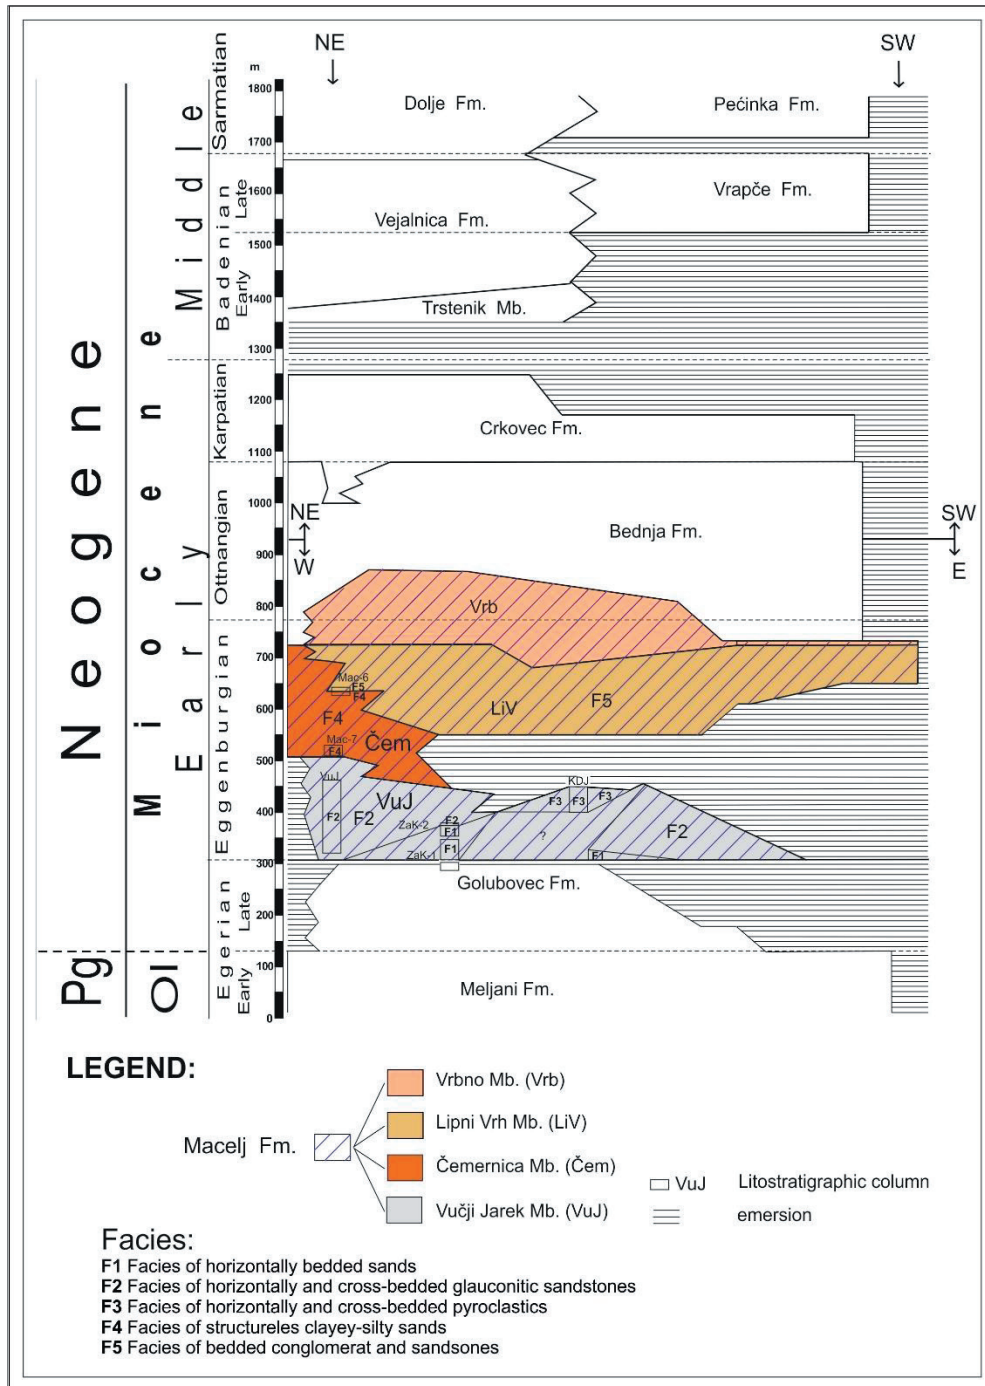 NE
SW
m
Neogene
Pg
Miocene
Ol
Middle
Early
Sarmatian
Badenian
Late
Early
Karpatian
Ottnangian
Eggenburgian
Egerian
Late
Early
1800
1700
1600
1500
1400
1300
1200
1100
1000
900
800
700
600
500
400
300
200
100
0
Dolje Fm.
Pećinka Fm.
Vrapče Fm.
Vejalnica Fm.
Trstenik Mb.
Crkovec Fm.
NE
W
SW
E
Bednja Fm.
Vrb
Mac-6
F5
F4
F4
LiV
F5
Mac-7
F4
Čem
VuJ
VuJ
F2
F2
KDJ
F3
F3
F3
ZaK-2
F2
F1
?
F2
ZaK-1
F1
F1
Golubovec Fm.
Meljani Fm.
LEGEND:
Macelj Fm.
Vrbno Mb. (Vrb)
Lipni Vrh Mb. (LiV)
Čemernica Mb. (Čem)
Vučji Jarek Mb. (VuJ)
VuJ Litostratigraphic column
emersion
Facies:
F1 Facies of horizontally bedded sands
F2 Facies of horizontally and cross-bedded glauconitic sandstones
F3 Facies of horizontally and cross-bedded pyroclastics
F4 Facies of structureles clayey-silty sands
F5 Facies of bedded conglomerat and sandsones